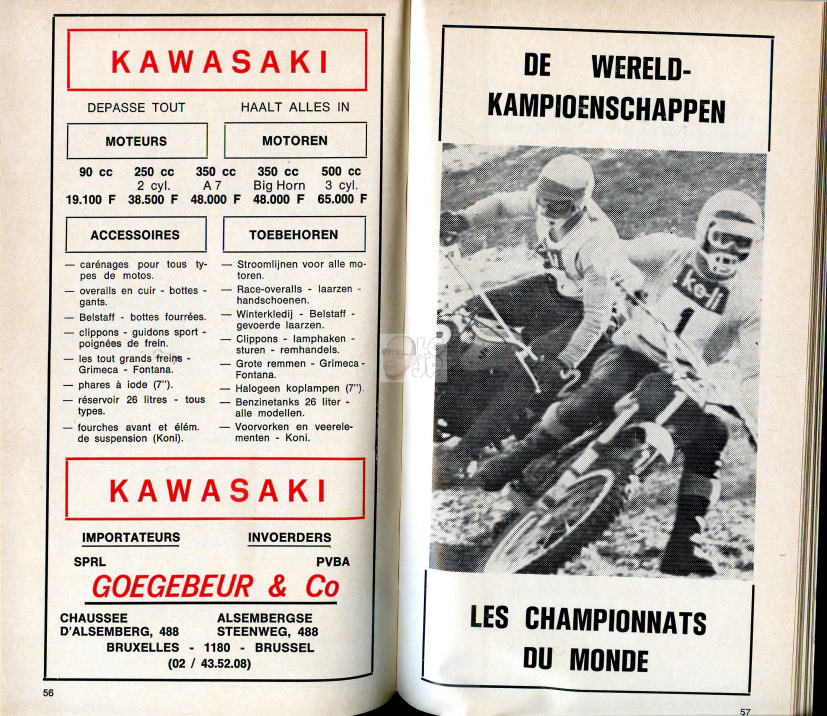 KAWASAKI
DEPASSE TOUT
HAALT ALLES IN
MOTEURS
MOTOREN
90 cc 250 cc 350 cc 350 cc 500 cc
2 cyl. A 7 Big Horn 3 cyl.
19.100 F 38.500 F 48.000 F 48.000 F 65.000 F
ACCESSOIRES
— carénages pour tous ty-
pes de motos.
— overalls en cuir - bottes -
gants.
— Belstaff - bottes fourrées.
— clippons - guidons sport -
poignées de frein.
— les tout grands freins -
Grimeca - Fontana.
— phares à iode (7").
— réservoir 26 litres - tous
types.
— fourches avant et élém.
de suspension (Koni).
TOEBEHOREN
— Stroomlijnen voor alle mo-
toren.
— Race-overalls - laarzen -
handschoenen.
— Winterkledij - Belstaff -
gevoerde laarzen.
— Clippons - lamphaken -
sturen - remhandels.
— Grote remmen - Grimeca -
Fontana.
— Halogeen koplampen (7").
— Benzinetanks 26 liter -
alle modellen.
— Voorvorken en veerele-
menten - Koni.
KAWASAKI
IMPORTATEURS
INVOERDERS
SPRL
PVBA
GOEGEBEUR & Co
CHAUSSEE
D'ALSEMBERG, 488
ALSEMBERGSE
STEENWEG, 488
BRUXELLES - 1180 - BRUSSEL
(02 / 43.52.08)
56
DE WERELD-
KAMPIOENSCHAPPEN
1
LES CHAMPIONNATS
DU MONDE
57